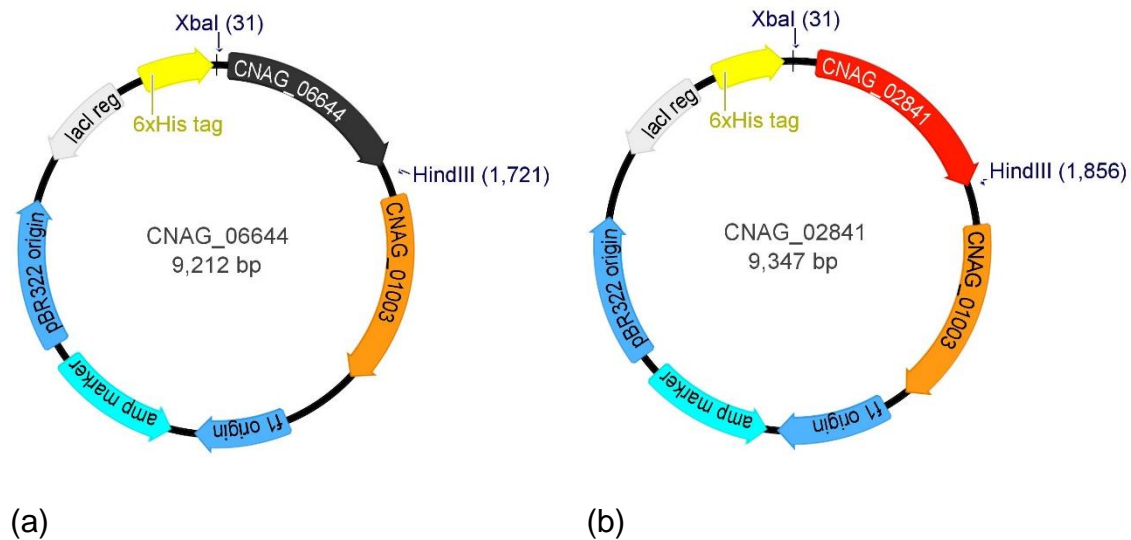 XbaI (31)
CNAG_06644
6xHis tag
lacI reg
HindIII (1,721)
CNAG_06644
9,212 bp
CNAG_01003
pBR322 origin
amp marker
f1 origin
(a)
XbaI (31)
CNAG_02841
6xHis tag
lacI reg
HindIII (1,856)
CNAG_02841
9,347 bp
CNAG_01003
pBR322 origin
amp marker
f1 origin
(b)